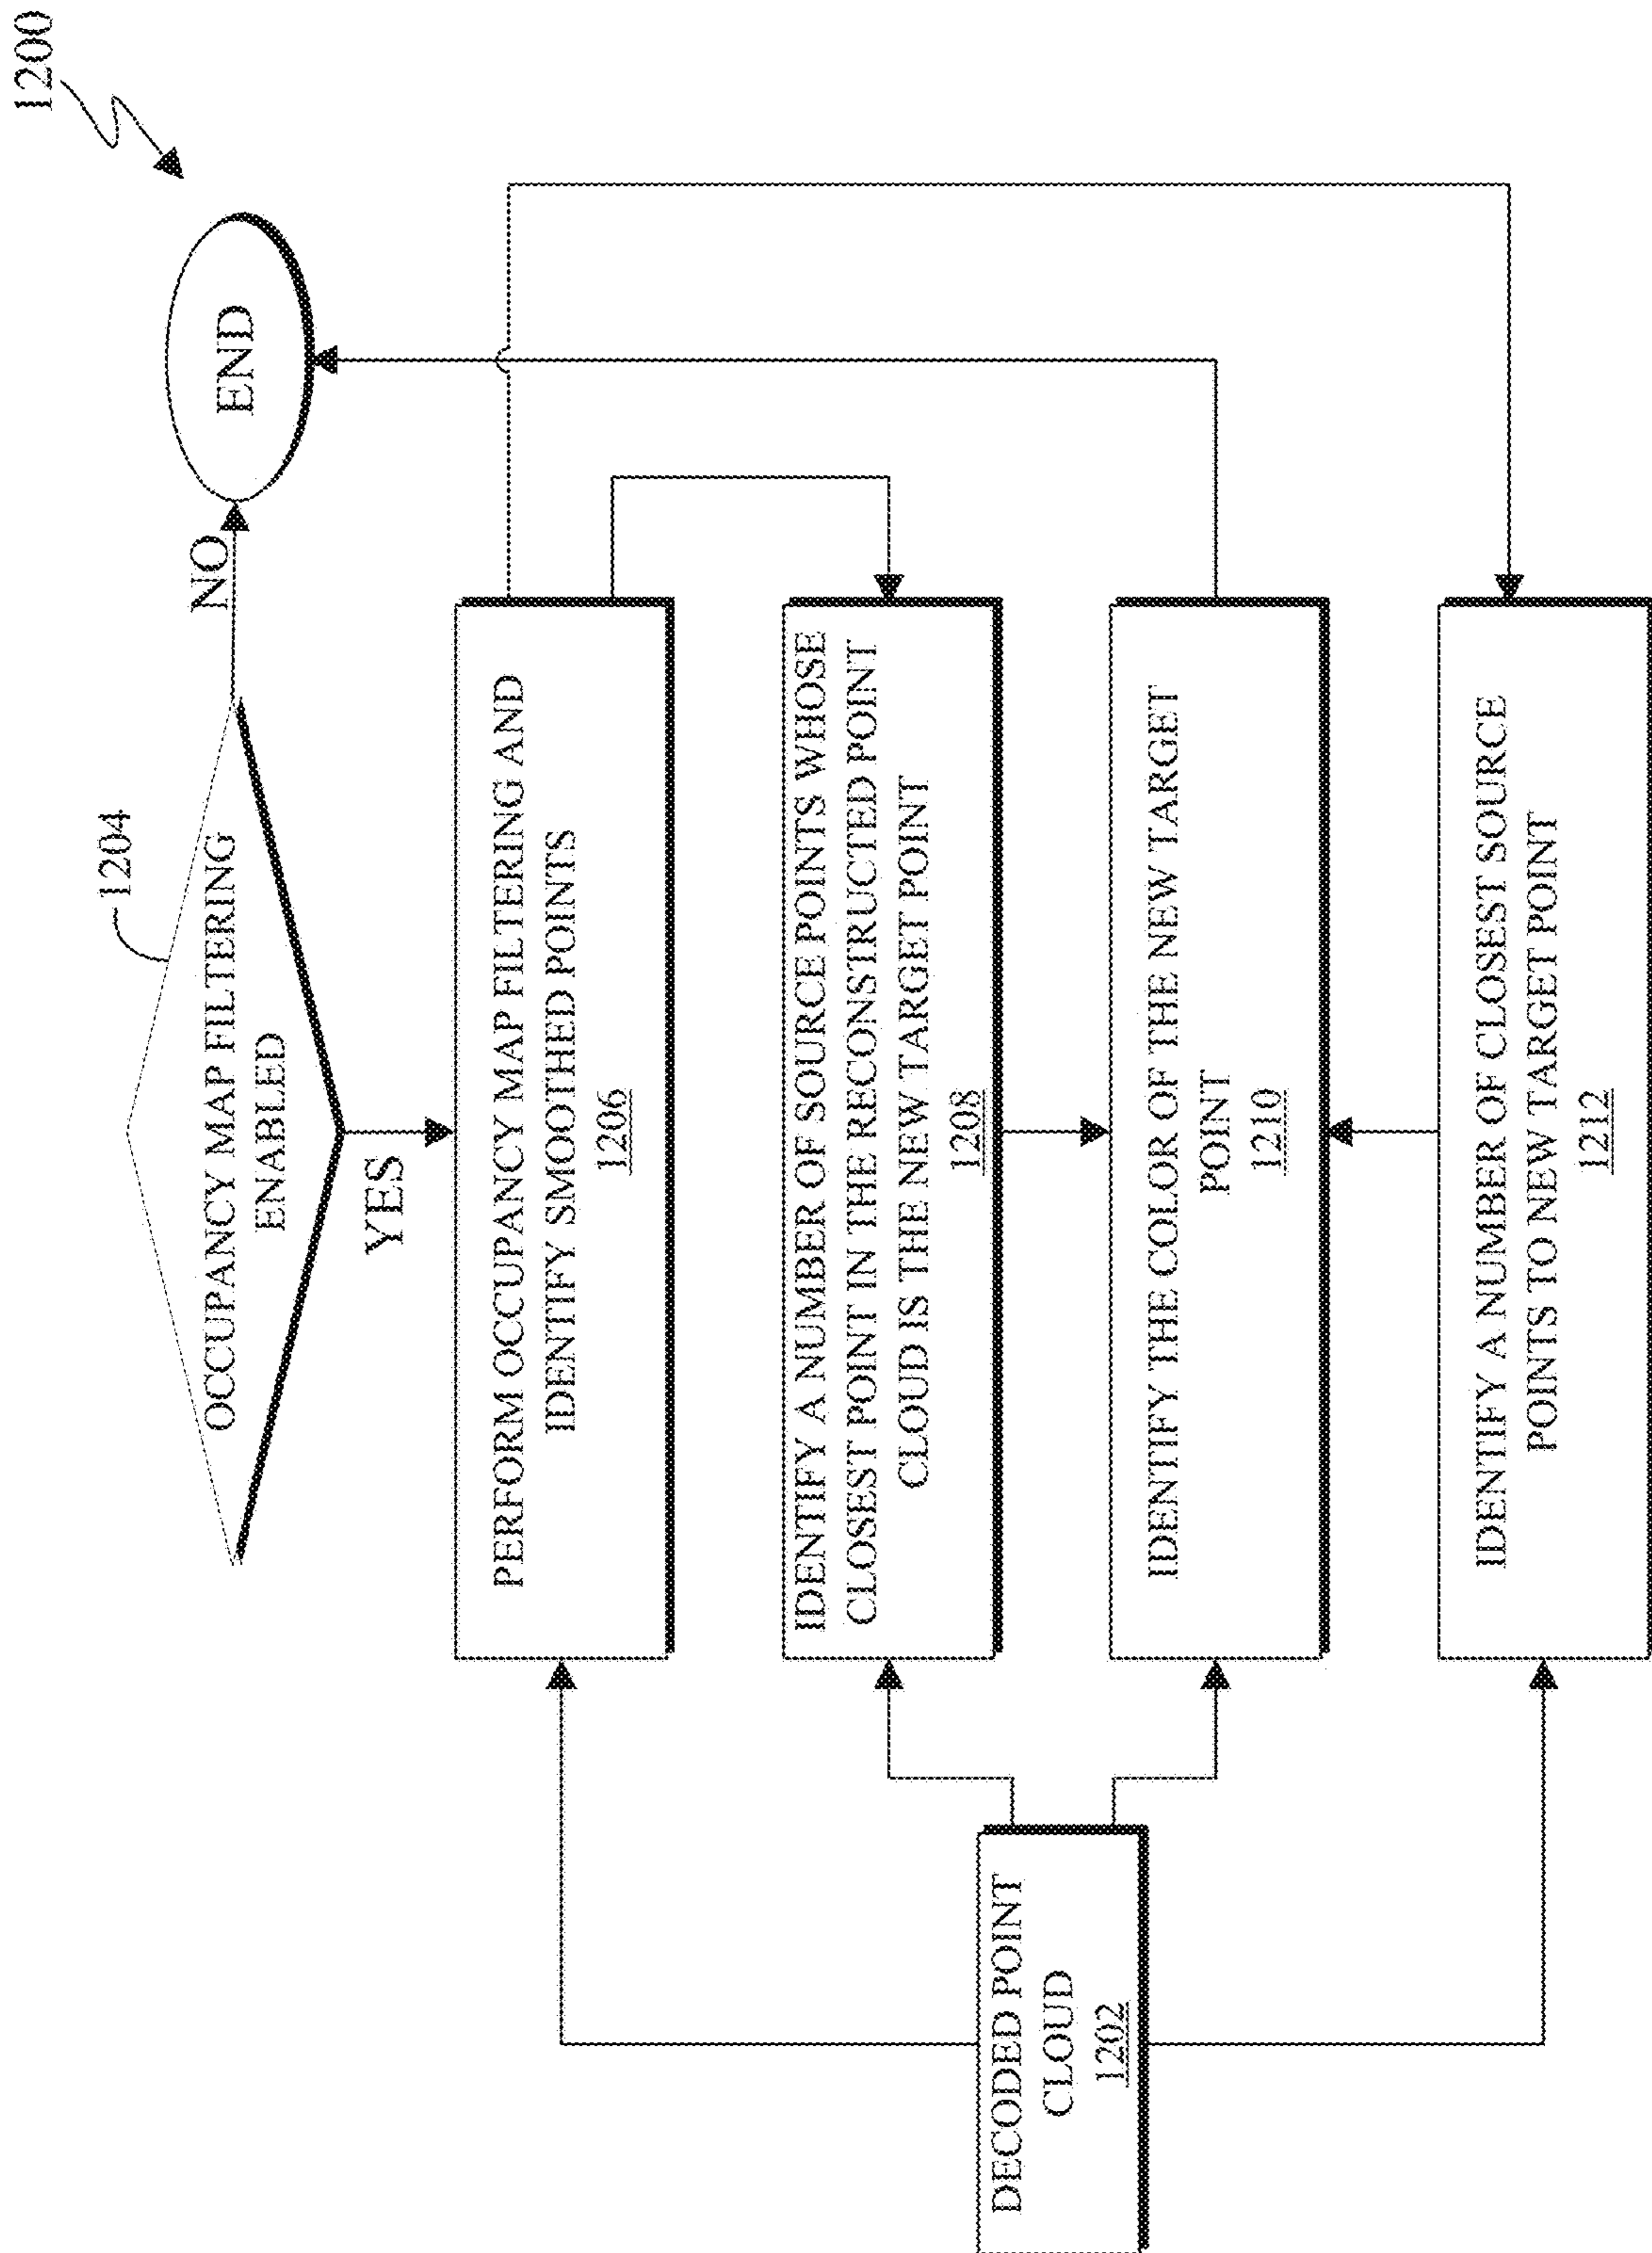 1200
1204
OCCUPANCY MAP FILTERING
ENABLED
NO
END
YES
PERFORM OCCUPANCY MAP FILTERING AND
IDENTIFY SMOOTHED POINTS
1206
IDENTIFY A NUMBER OF SOURCE POINTS WHOSE
CLOSEST POINT IN THE RECONSTRUCTED POINT
CLOUD IS THE NEW TARGET POINT
1208
DECODED POINT
CLOUD
1202
IDENTIFY THE COLOR OF THE NEW TARGET
POINT
1210
IDENTIFY A NUMBER OF CLOSEST SOURCE
POINTS TO NEW TARGET POINT
1212